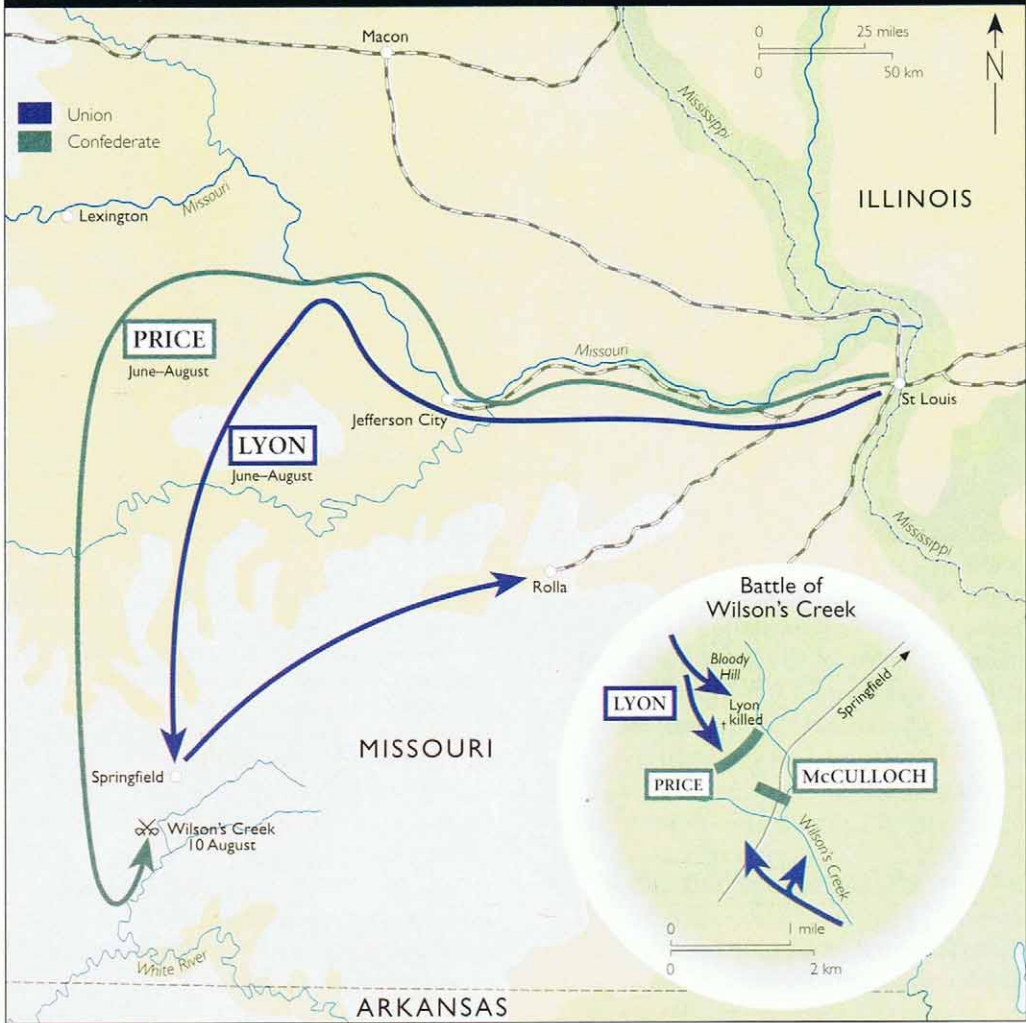 Macon
0 25 miles
0 50 km
N
Union
Confederate
Mississippi
ILLINOIS
Lexington
Missouri
PRICE
June–August
Missouri
Jefferson City
St Louis
LYON
June–August
Mississippi
Rolla
Battle of
Wilson's Creek
Bloody
Hill
Springfield
LYON
Lyon
killed
MISSOURI
PRICE
McCULLOCH
Springfield
Wilson's Creek
10 August
Wilson's Creek
0 1 mile
0 2 km
White River
ARKANSAS